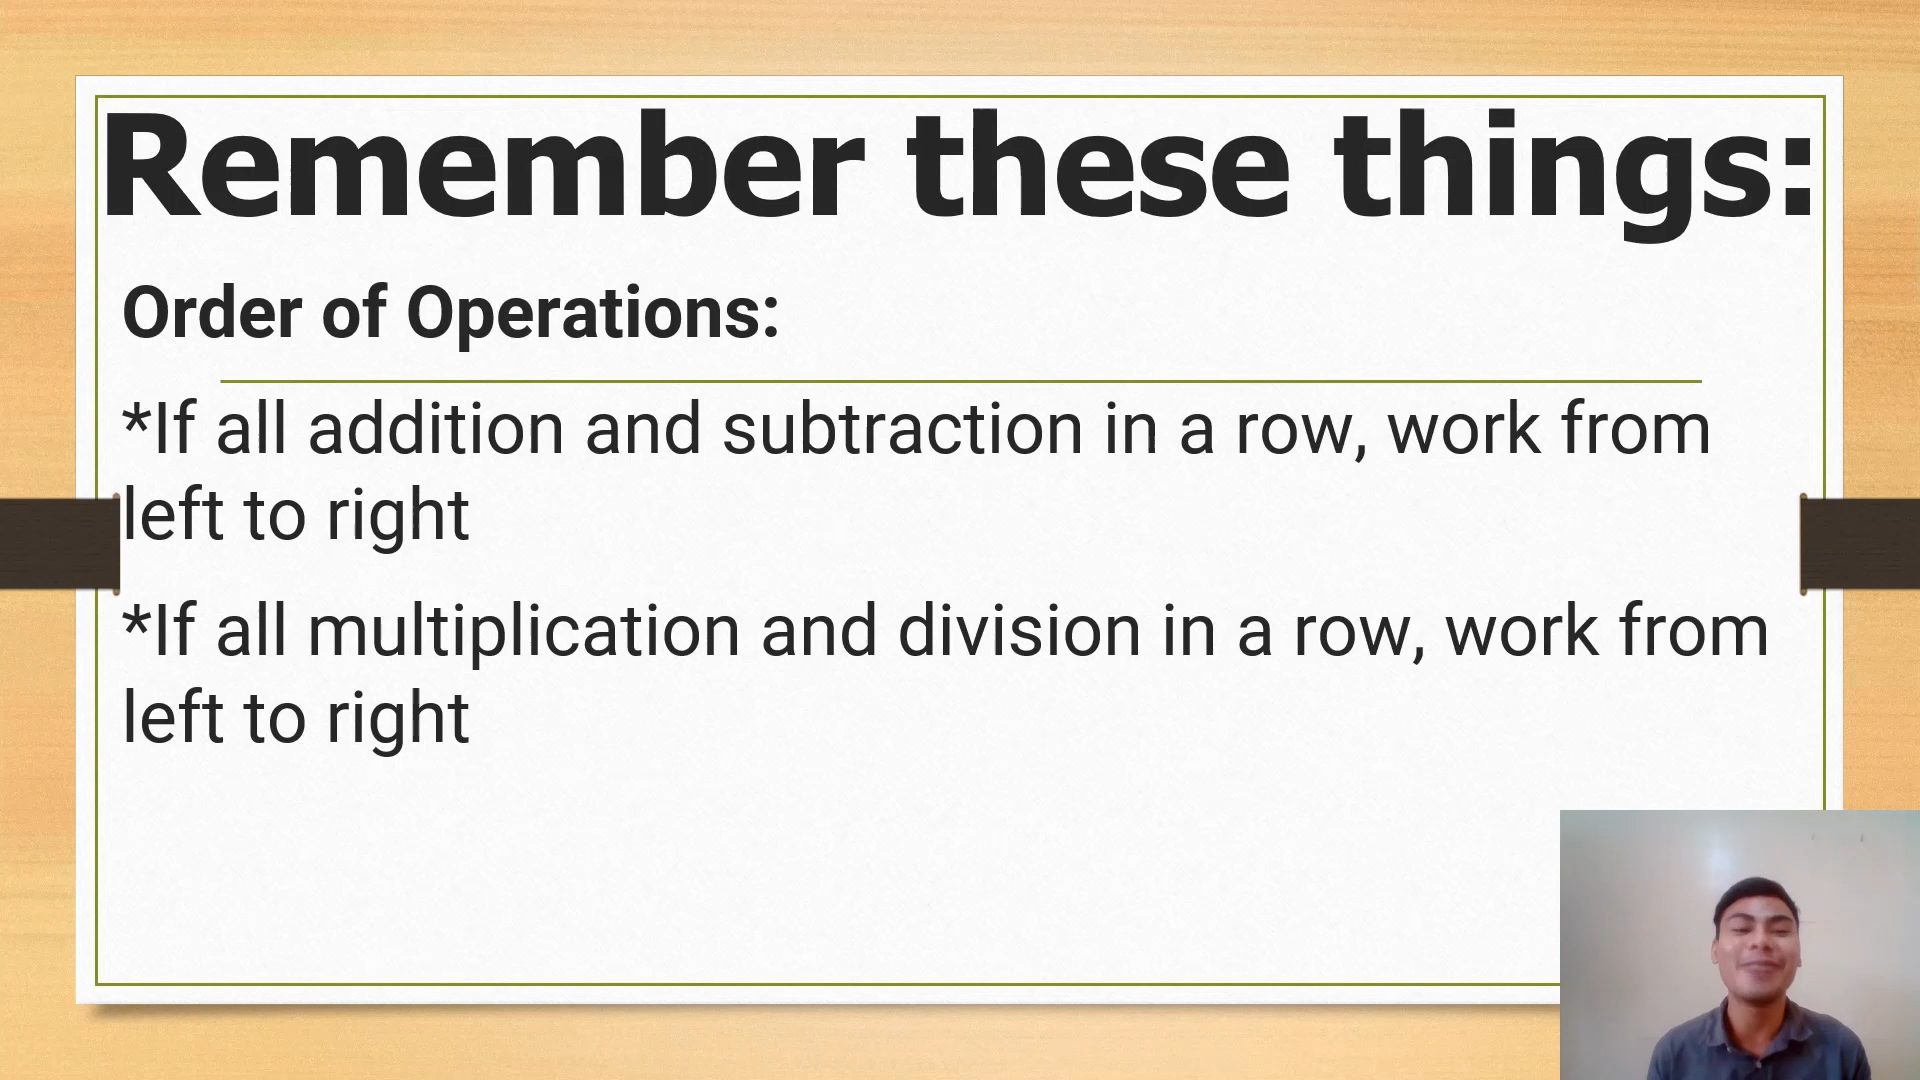 Remember these things:
Order of Operations:
*If all addition and subtraction in a row, work from
left to right
*If all multiplication and division in a row, work from
left to right